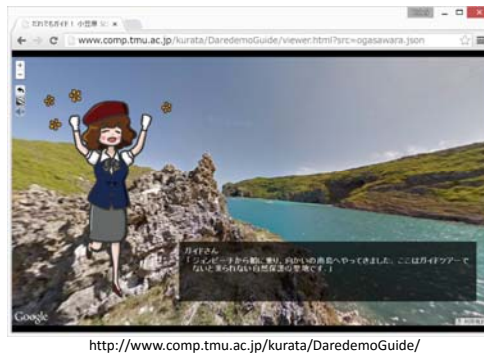 だれでもガイド！ 小笠原
www.comp.tmu.ac.jp/kurata/DaredemoGuide/viewer.html?src=ogasawara.json
ガイドさん
「ジョンビーチから船に乗り、向かいの南島へやってきました。ここはガイドツアーで
ないと来られない自然保護の聖地です。」
Google
http://www.comp.tmu.ac.jp/kurata/DaredemoGuide/